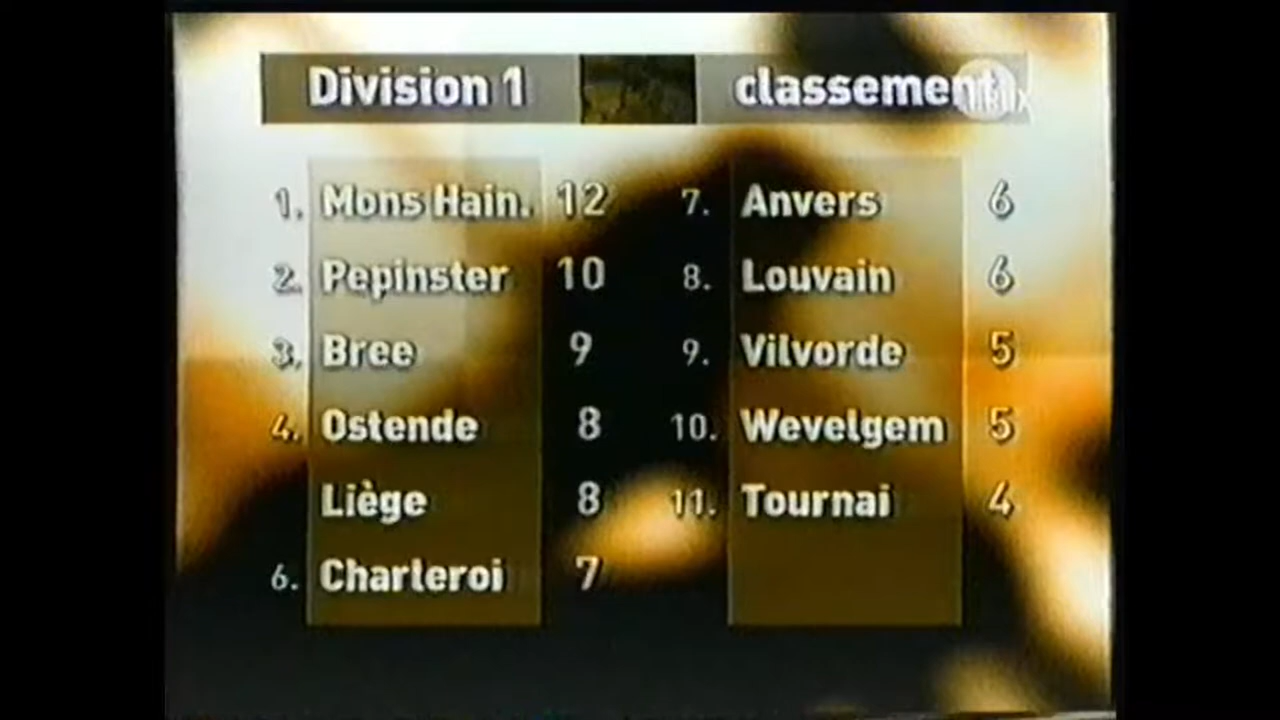 Division 1 classement
1. Mons Hain. 12
2. Pepinster 10
3. Bree 9
4. Ostende 8
Liège 8
6. Charleroi 7
7. Anvers 6
8. Louvain 6
9. Vilvorde 5
10. Wevelgem 5
11. Tournai 4